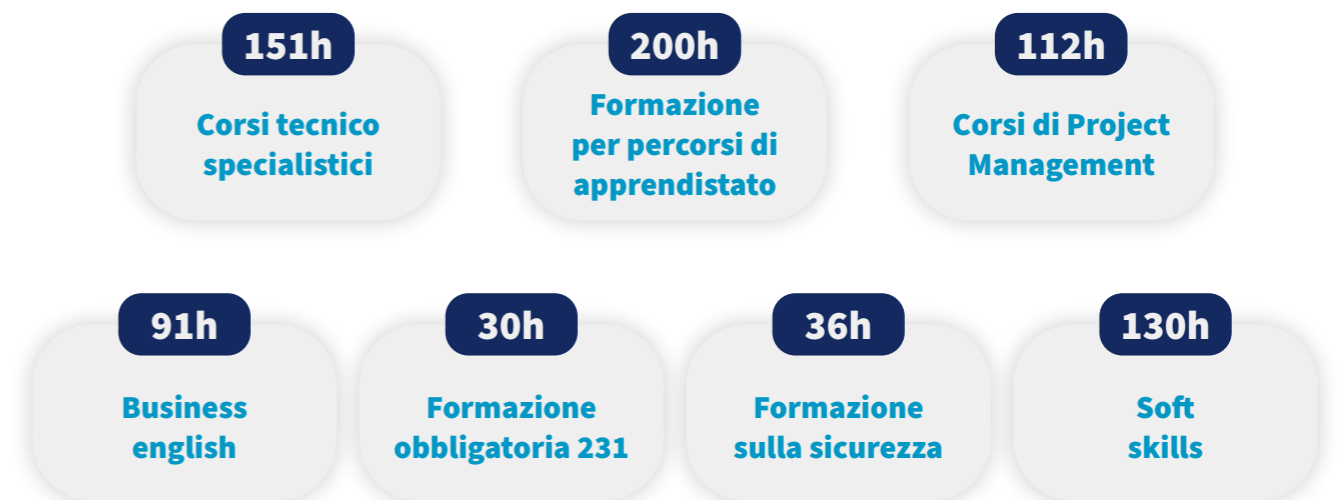 151h
Corsi tecnico
specialistici
200h
Formazione
per percorsi di
apprendistato
112h
Corsi di Project
Management
91h
Business
english
30h
Formazione
obbligatoria 231
36h
Formazione
sulla sicurezza
130h
Soft
skills